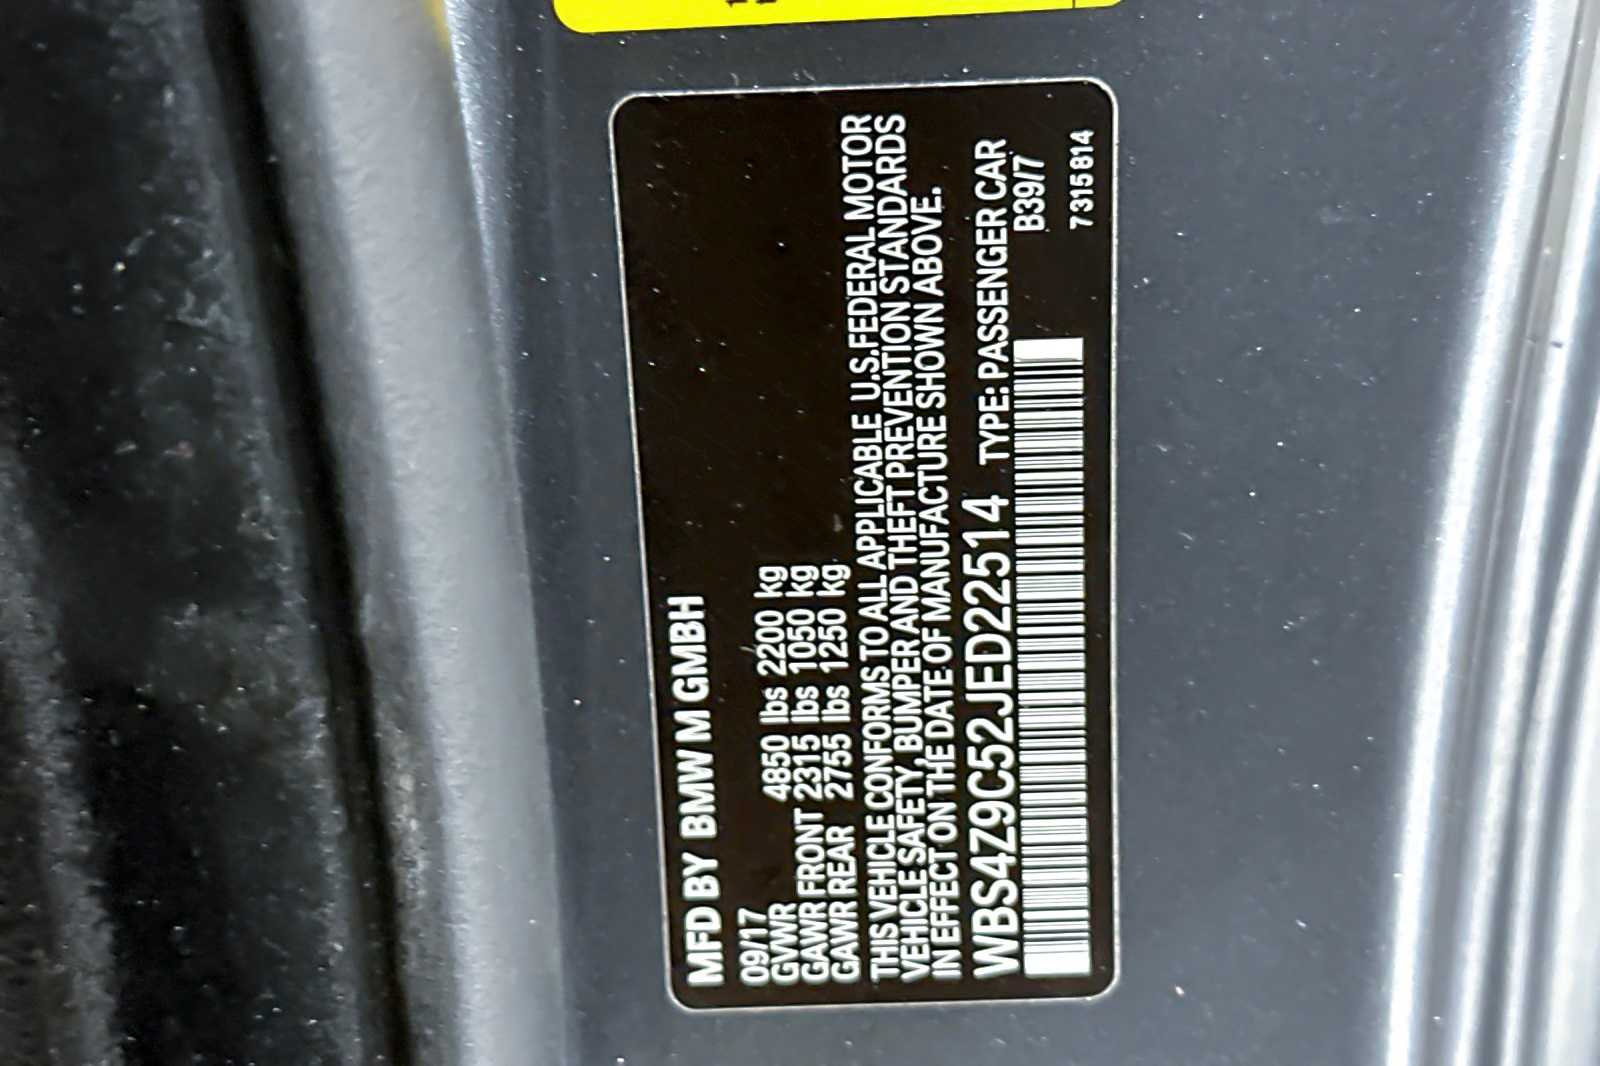 MFD BY BMW M GMBH
09/17
GVWR 4850 lbs 2200 kg
GAWR FRONT 2315 lbs 1050 kg
GAWR REAR 2755 lbs 1250 kg
THIS VEHICLE CONFORMS TO ALL APPLICABLE U.S.FEDERAL MOTOR
VEHICLE SAFETY, BUMPER AND THEFT PREVENTION STANDARDS
IN EFFECT ON THE DATE OF MANUFACTURE SHOWN ABOVE.
WBS4Z9C52JED22514 TYPE: PASSENGER CAR
B39/7
7315814